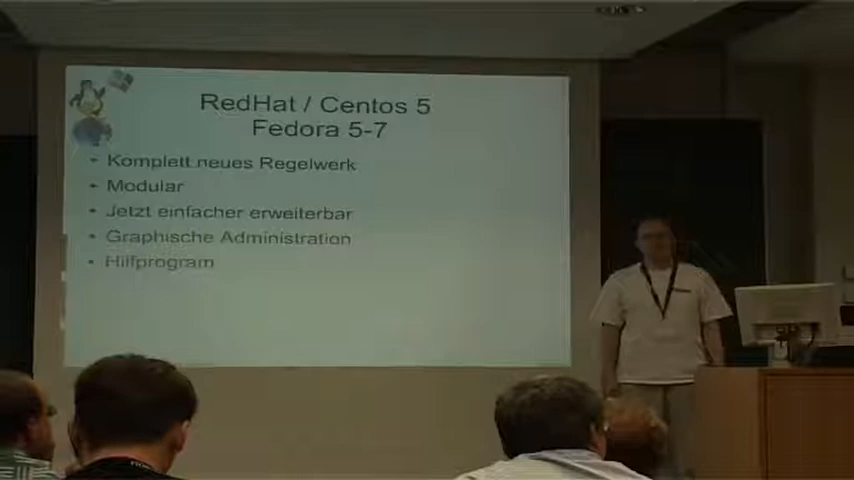 RedHat / Centos 5
Fedora 5-7
Komplett neues Regelwerk
Modular
Jetzt einfacher erweiterbar
Graphische Administration
Hilfprogram